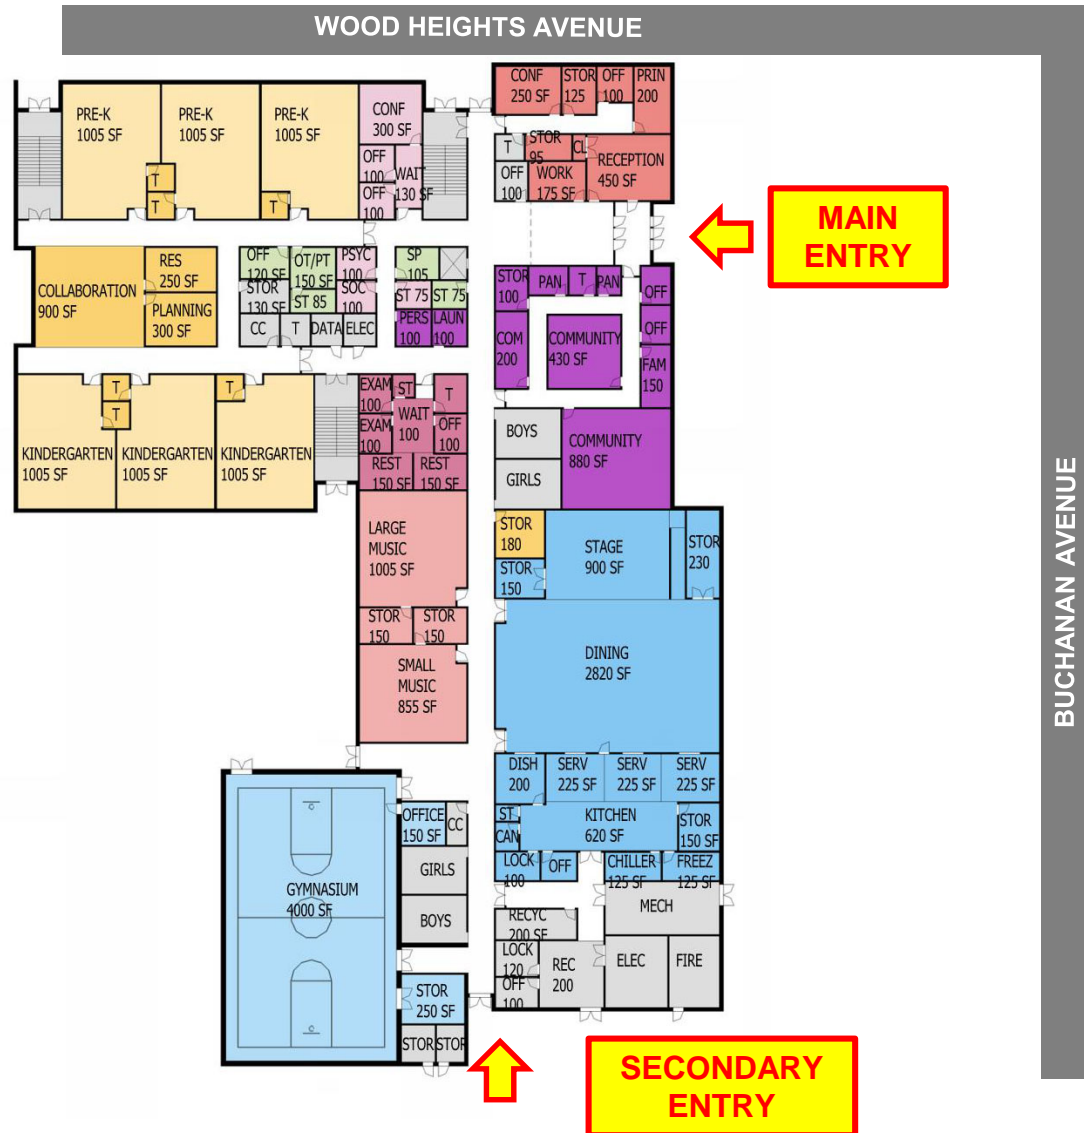 WOOD HEIGHTS AVENUE
BUCHANAN AVENUE
MAIN
ENTRY
SECONDARY
ENTRY
PRE-K
1005 SF
PRE-K
1005 SF
PRE-K
1005 SF
T
T
T
CONF
300 SF
OFF
100
WAIT
130 SF
OFF
100
CONF
250 SF
STOR
125
OFF
100
PRIN
200
T
STOR
95
CL
RECEPTION
450 SF
OFF
100
WORK
175 SF
COLLABORATION
900 SF
RES
250 SF
PLANNING
300 SF
OFF
120 SF
OT/PT
150 SF
PSYC
100
STOR
130 SF
ST 85
SOC
100
CC
T
DATA
ELEC
SP
105
ST 75
ST 75
PERS
100
LAUN
100
STOR
100
PAN
T
PAN
OFF
COM
200
COMMUNITY
430 SF
OFF
FAM
150
KINDERGARTEN
1005 SF
KINDERGARTEN
1005 SF
KINDERGARTEN
1005 SF
T
T
T
EXAM
100
ST
T
WAIT
100
EXAM
100
OFF
100
REST
150 SF
REST
150 SF
BOYS
GIRLS
COMMUNITY
880 SF
LARGE
MUSIC
1005 SF
STOR
150
STOR
150
SMALL
MUSIC
855 SF
STOR
180
STOR
150
STAGE
900 SF
STOR
230
DINING
2820 SF
DISH
200
SERV
225 SF
SERV
225 SF
SERV
225 SF
ST
CAN
KITCHEN
620 SF
STOR
150 SF
LOCK
100
OFF
CHILLER
125 SF
FREEZ
125 SF
GYMNASIUM
4000 SF
OFFICE
150 SF
CC
GIRLS
BOYS
STOR
250 SF
STOR
STOR
RECYC
200 SF
MECH
LOCK
120
OFF
100
REC
200
ELEC
FIRE